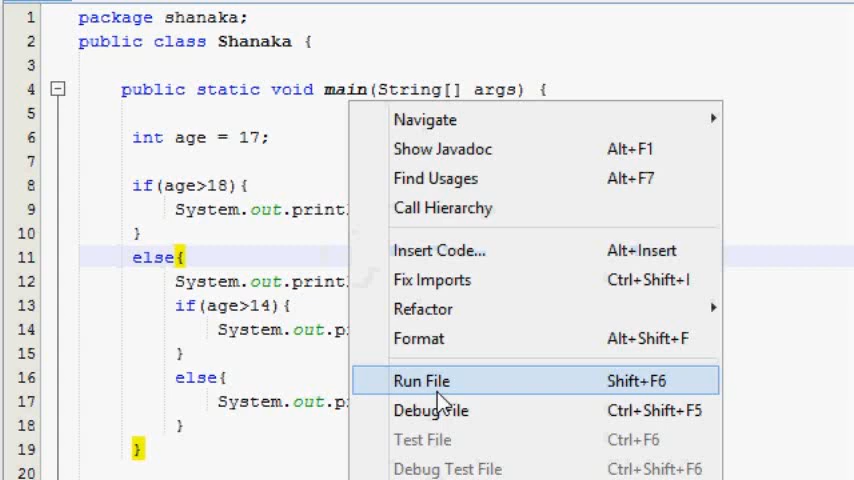 1 package shanaka;
2 public class Shanaka {
3
4 public static void main(String[] args) {
5
6 int age = 17;
7
8 if(age>18){
9 System.out.printl
10 }
11 else{
12 System.out.printl
13 if(age>14){
14 System.out.p
15 }
16 else{
17 System.out.p
18 }
19 }
20
Navigate
Show Javadoc Alt+F1
Find Usages Alt+F7
Call Hierarchy
Insert Code... Alt+Insert
Fix Imports Ctrl+Shift+I
Refactor
Format Alt+Shift+F
Run File Shift+F6
Debug File Ctrl+Shift+F5
Test File Ctrl+F6
Debug Test File Ctrl+Shift+F6